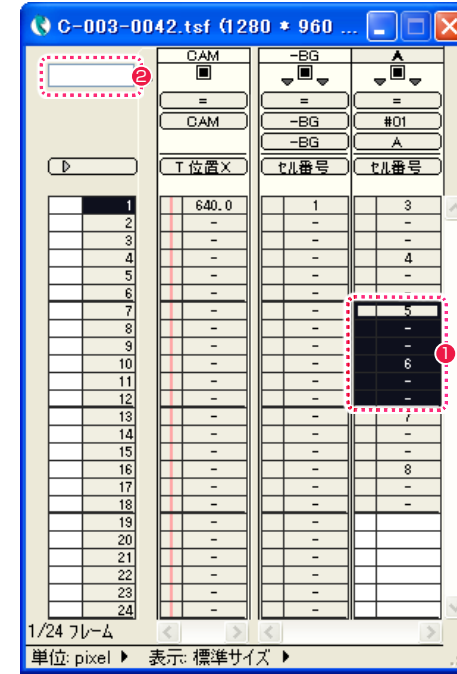 C-003-0042.tsf (1280 * 960 ...
CAM -BG A
= = =
CAM -BG #01
-BG A
T 位置X セル番号 セル番号
❷
1 640.0 1 3
2 - - -
3 - - -
4 - - 4
5 - - -
6 - - -
7 - - 5
8 - - -
9 - - -
❶
10 - - 6
11 - - -
12 - - -
13 - - 7
14 - - -
15 - - -
16 - - 8
17 - - -
18 - - -
19 - -
20 - -
21 - -
22 - -
23 - -
24 - -
1/24 フレーム
単位: pixel ▶ 表示: 標準サイズ ▶